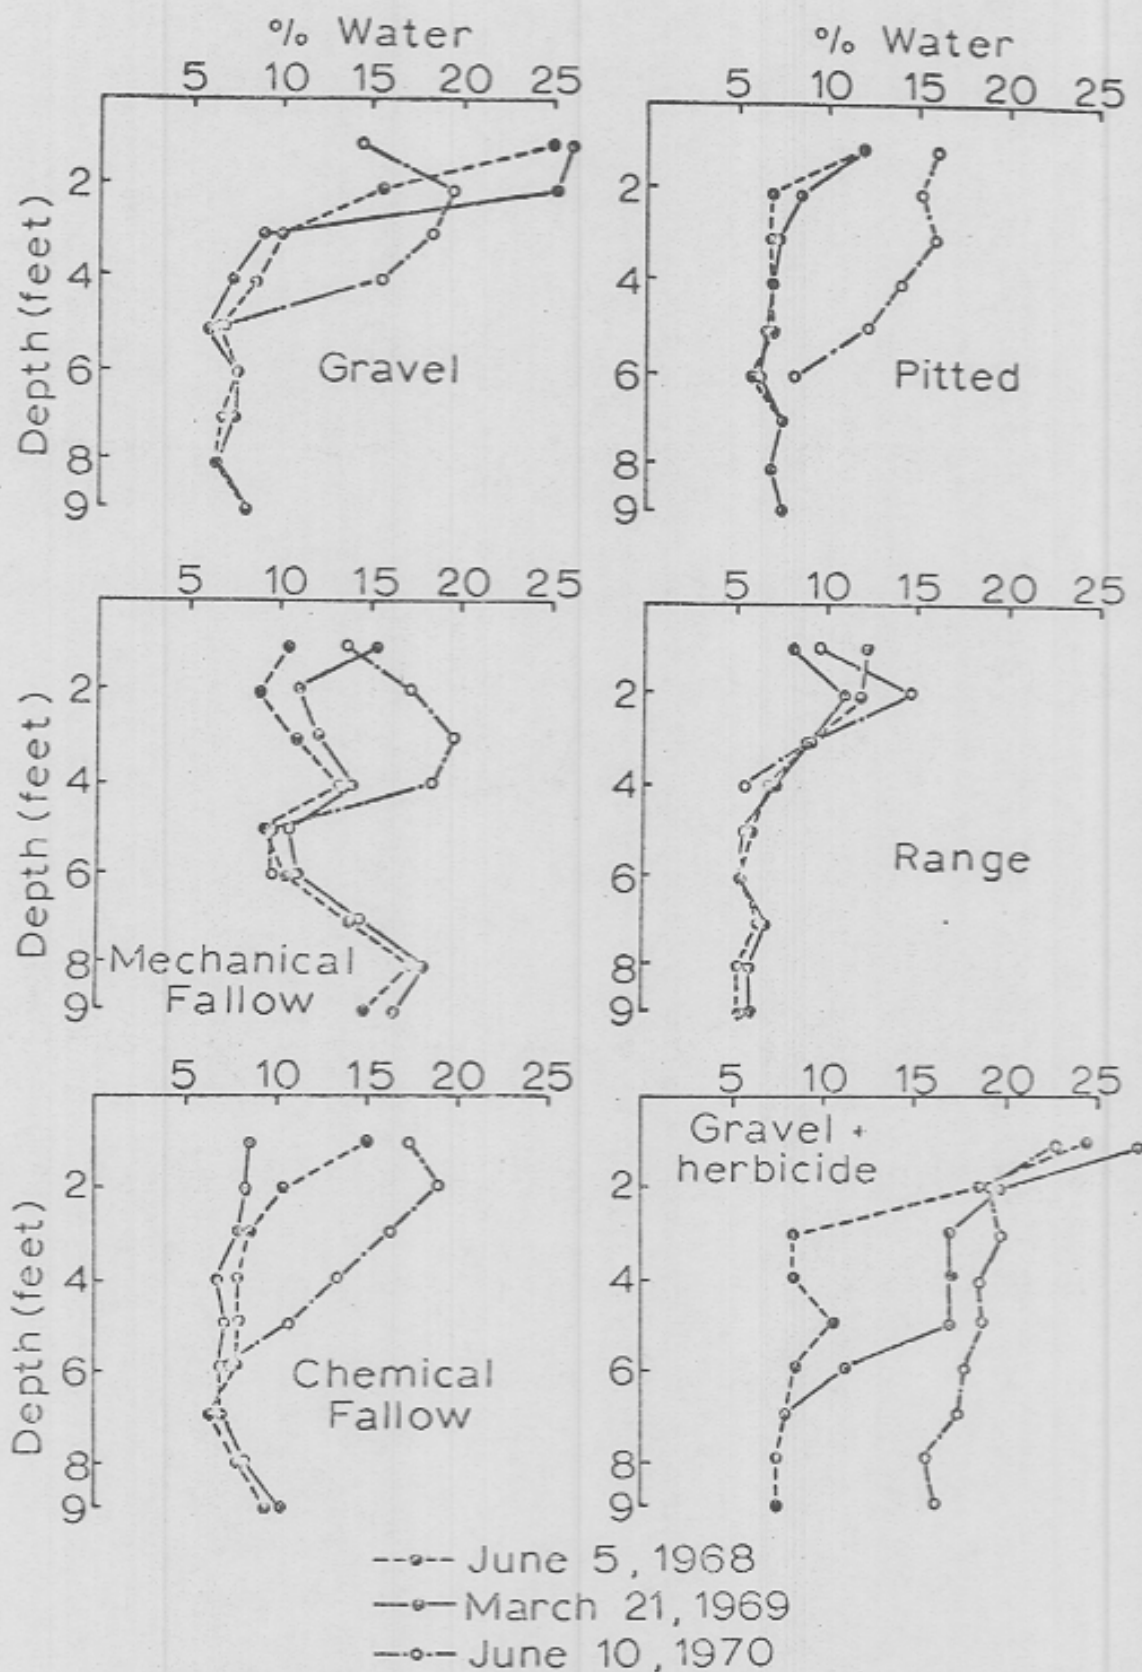 % Water
5 10 15 20 25
Depth (feet)
2
4
6
8
9
Gravel
% Water
5 10 15 20 25
2
4
6
8
9
Pitted
5 10 15 20 25
Depth (feet)
2
4
6
8
9
Mechanical
Fallow
5 10 15 20 25
2
4
6
8
9
Range
5 10 15 20 25
Depth (feet)
2
4
6
8
9
Chemical
Fallow
5 10 15 20 25
Gravel +
herbicide
2
4
6
8
9
June 5, 1968
March 21, 1969
June 10, 1970